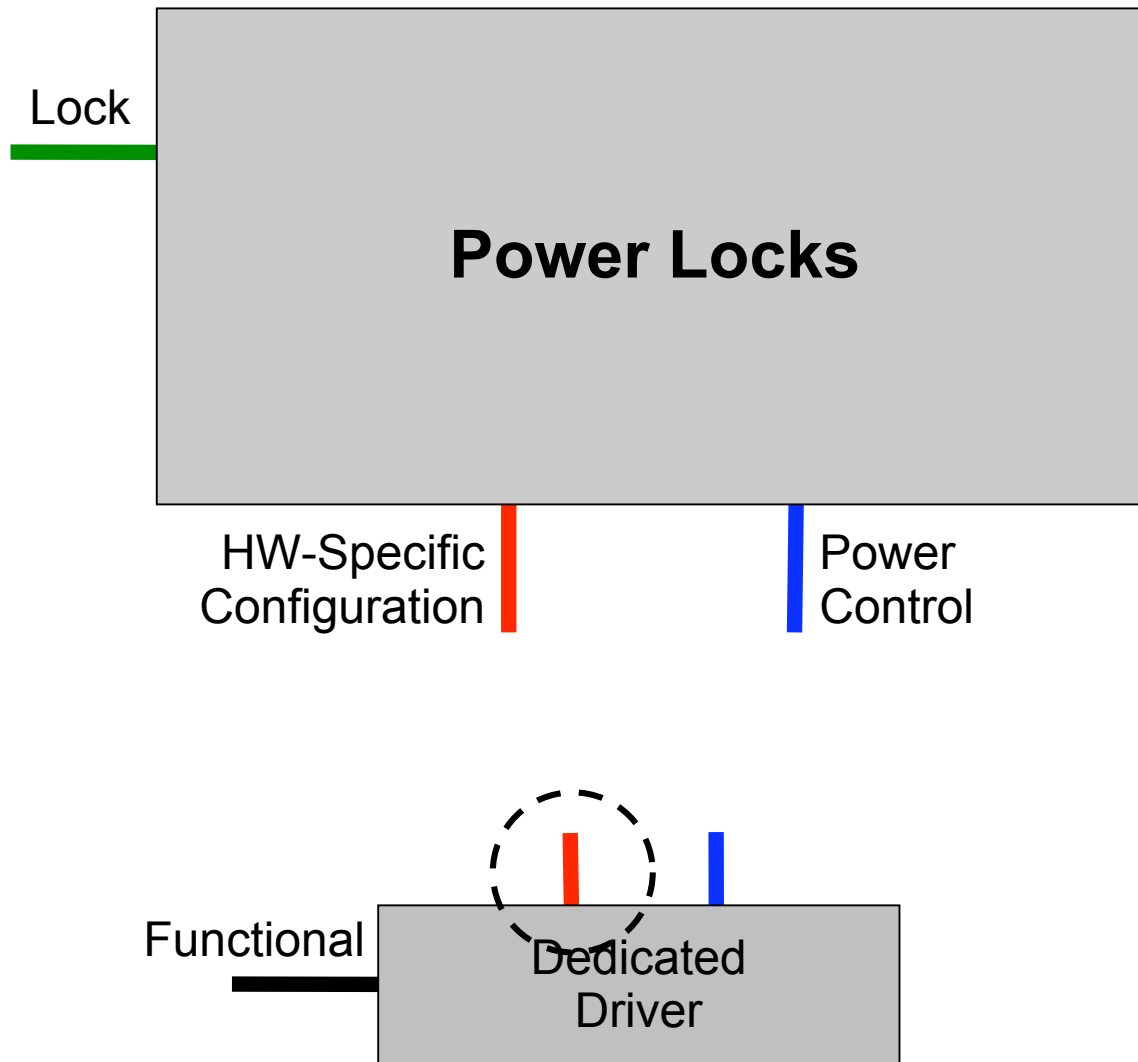 Lock
Power Locks
HW-Specific
Configuration
Power
Control
Functional
Dedicated
Driver